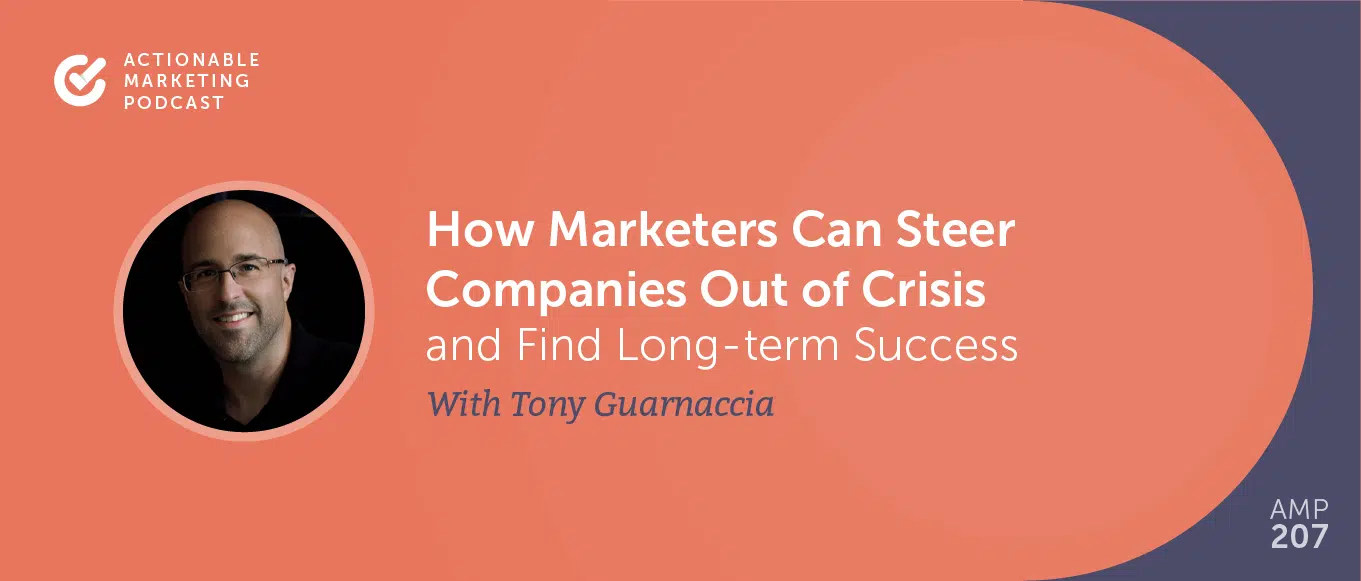 ACTIONABLE
MARKETING
PODCAST
How Marketers Can Steer
Companies Out of Crisis
and Find Long-term Success
With Tony Guarnaccia
AMP
207